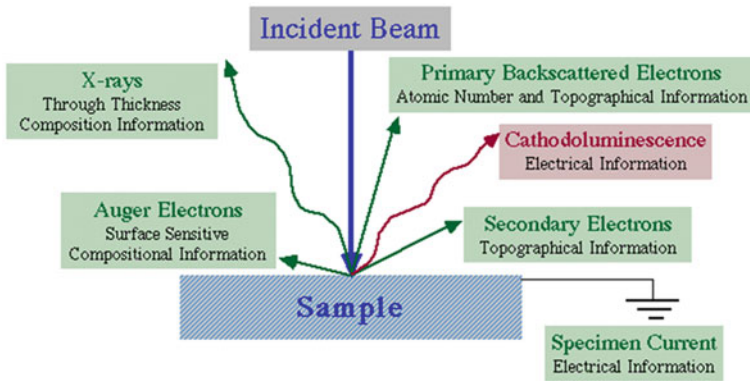 Incident Beam
X-rays
Through Thickness
Composition Information
Primary Backscattered Electrons
Atomic Number and Topographical Information
Cathodoluminescence
Electrical Information
Auger Electrons
Surface Sensitive
Compositional Information
Secondary Electrons
Topographical Information
Sample
Specimen Current
Electrical Information